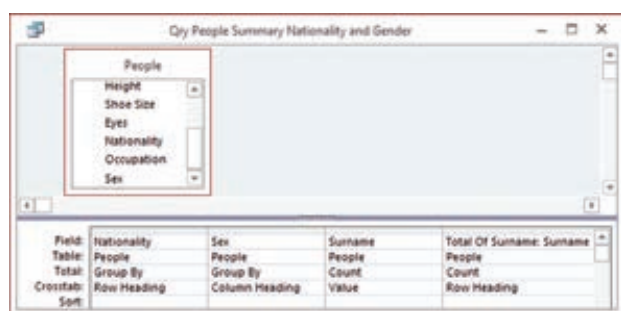 Qry People Summary Nationality and Gender
People
Height
Shoe Size
Eyes
Nationality
Occupation
Sex
Field: Nationality Sex Surname Total Of Surname: Surname
Table: People People People People
Total: Group By Group By Count Count
Crosstab: Row Heading Column Heading Value Row Heading
Sort: